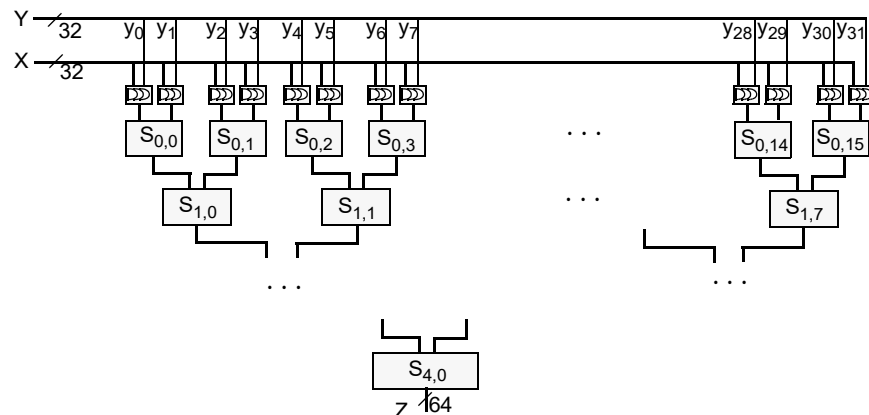 Y 32 y0 y1 y2 y3 y4 y5 y6 y7 y28 y29 y30 y31
X 32
S0,0 S0,1 S0,2 S0,3 . . . S0,14 S0,15
S1,0 S1,1 . . . S1,7
. . . . . .
S4,0
Z 64